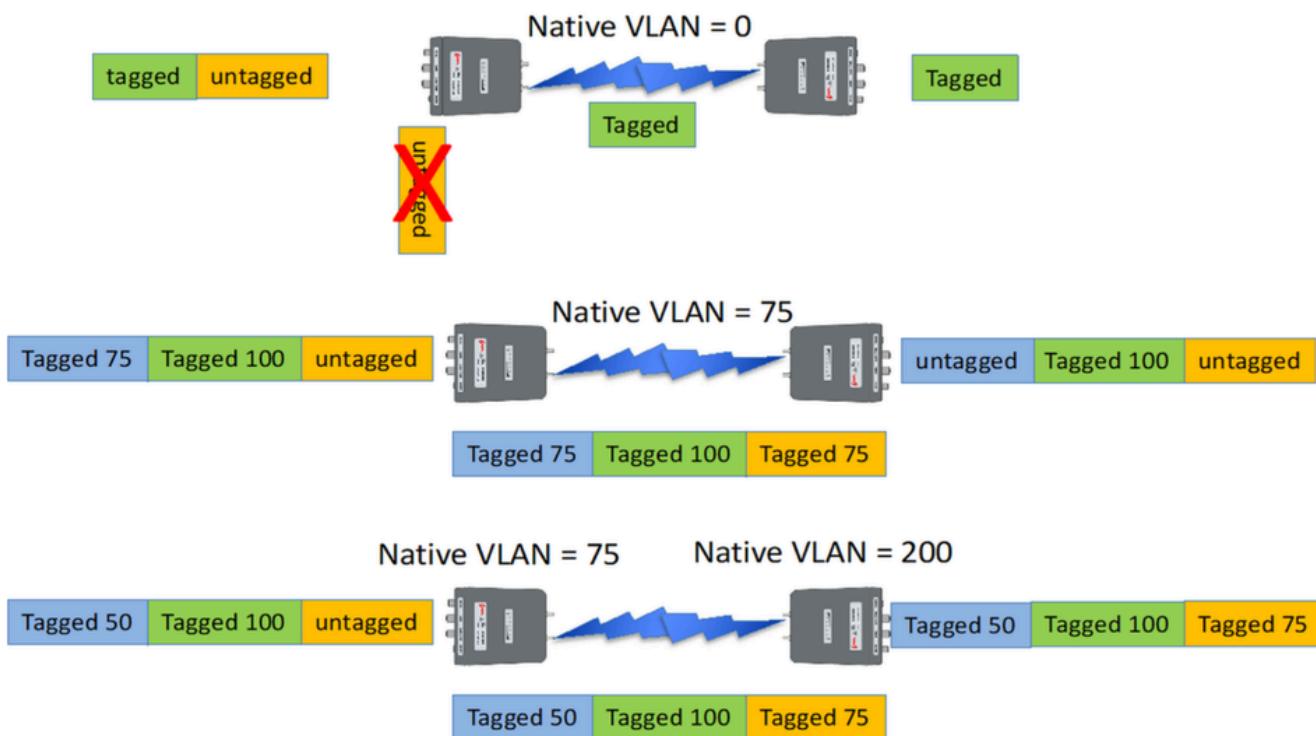 Native VLAN = 0
tagged untagged Tagged
Tagged
untagged
Native VLAN = 75
Tagged 75 Tagged 100 untagged untagged Tagged 100 untagged
Tagged 75 Tagged 100 Tagged 75
Native VLAN = 75 Native VLAN = 200
Tagged 50 Tagged 100 untagged Tagged 50 Tagged 100 Tagged 75
Tagged 50 Tagged 100 Tagged 75